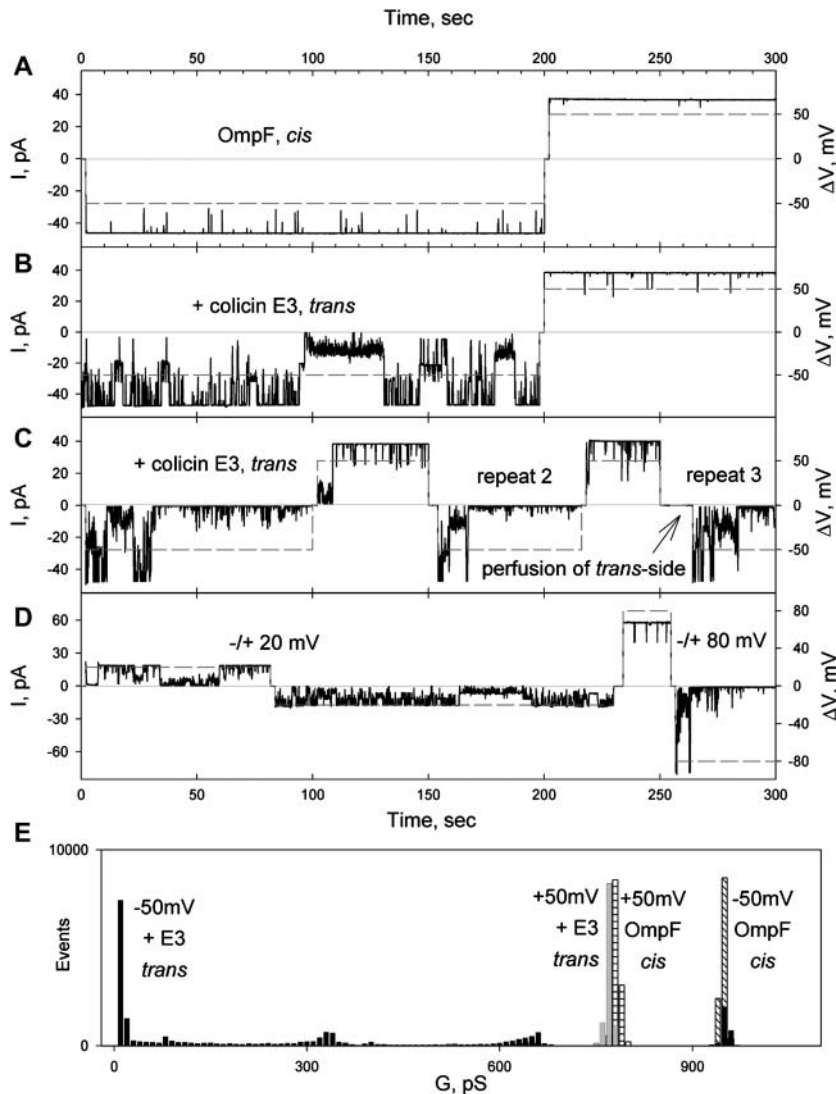 Time, sec
0 50 100 150 200 250 300
A
I, pA
40
20
0
-20
-40
OmpF, cis
50
0
-50
ΔV, mV
B
I, pA
40
20
0
-20
-40
+ colicin E3, trans
50
0
-50
ΔV, mV
C
I, pA
40
20
0
-20
-40
+ colicin E3, trans
repeat 2
repeat 3
perfusion of trans-side
50
0
-50
ΔV, mV
D
I, pA
60
30
0
-30
-60
-/+ 20 mV
-/+ 80 mV
80
40
0
-40
-80
ΔV, mV
0 50 100 150 200 250 300
Time, sec
E
Events
10000
0
-50mV
+ E3
trans
+50mV
+ E3
trans
+50mV
OmpF
cis
-50mV
OmpF
cis
0 300 600 900
G, pS